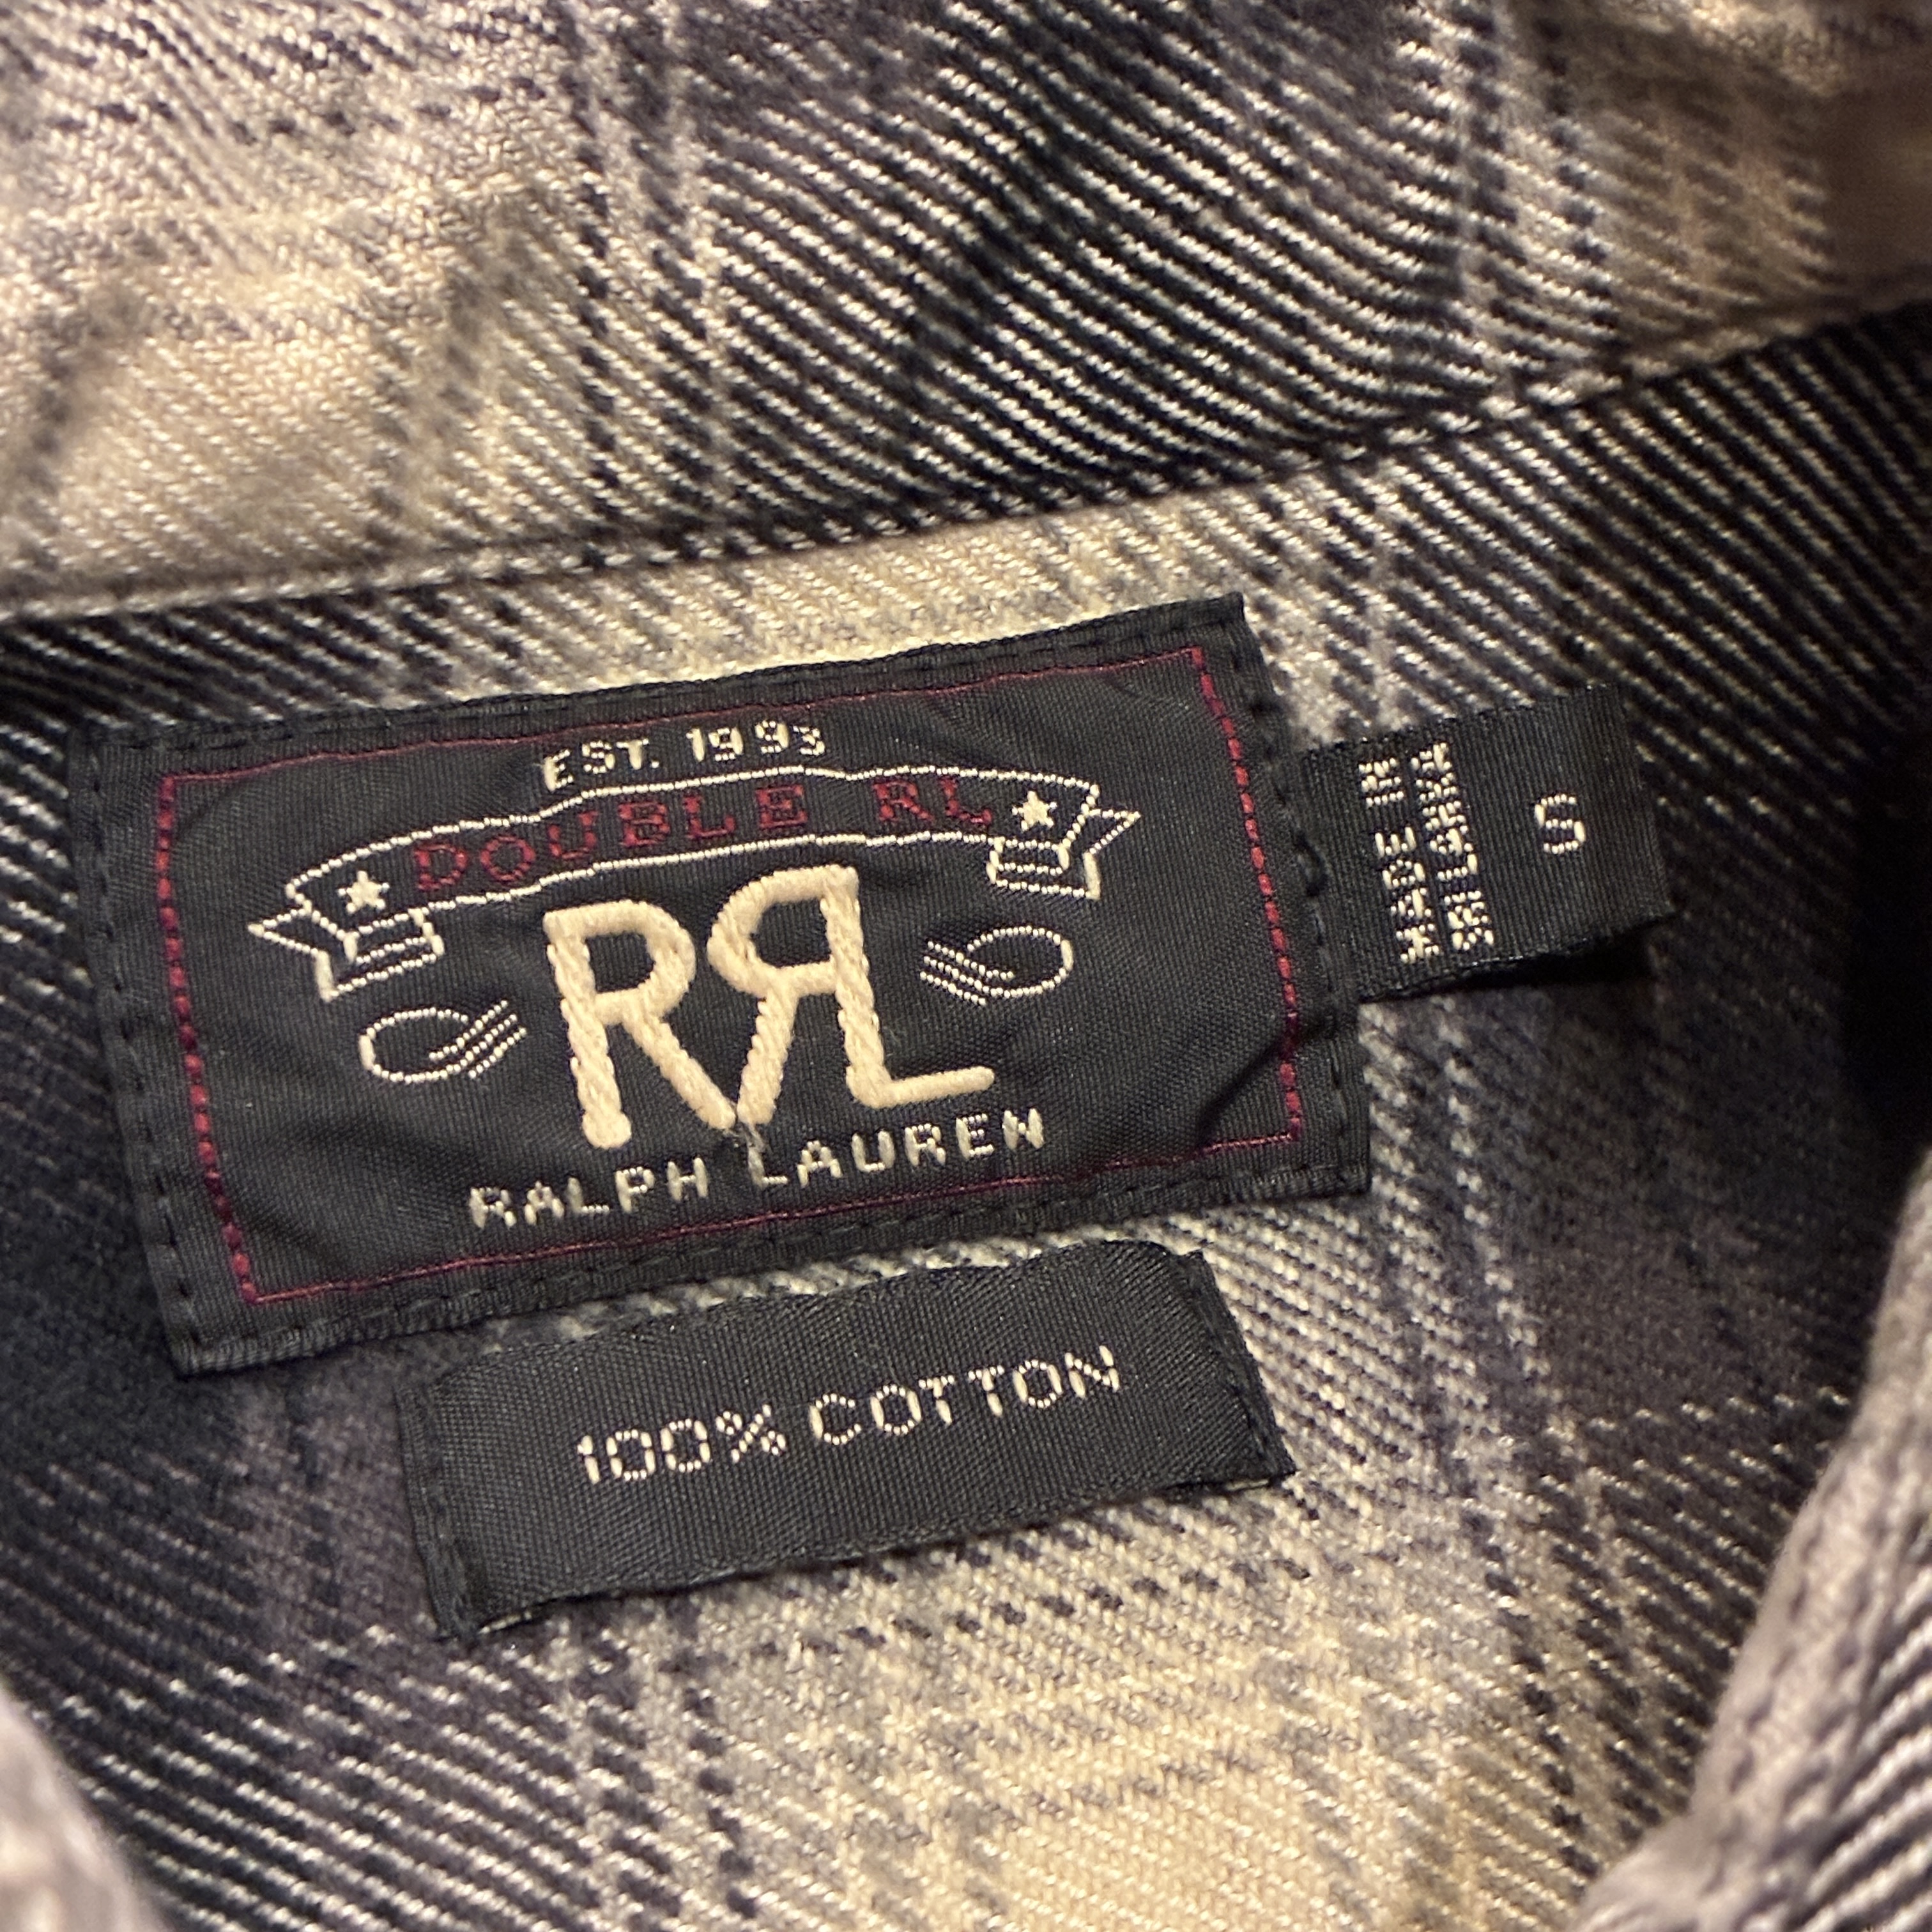 EST. 1993
DOUBLE RL
RRL
RALPH LAUREN
MADE IN
SRI LANKA
S
100% COTTON